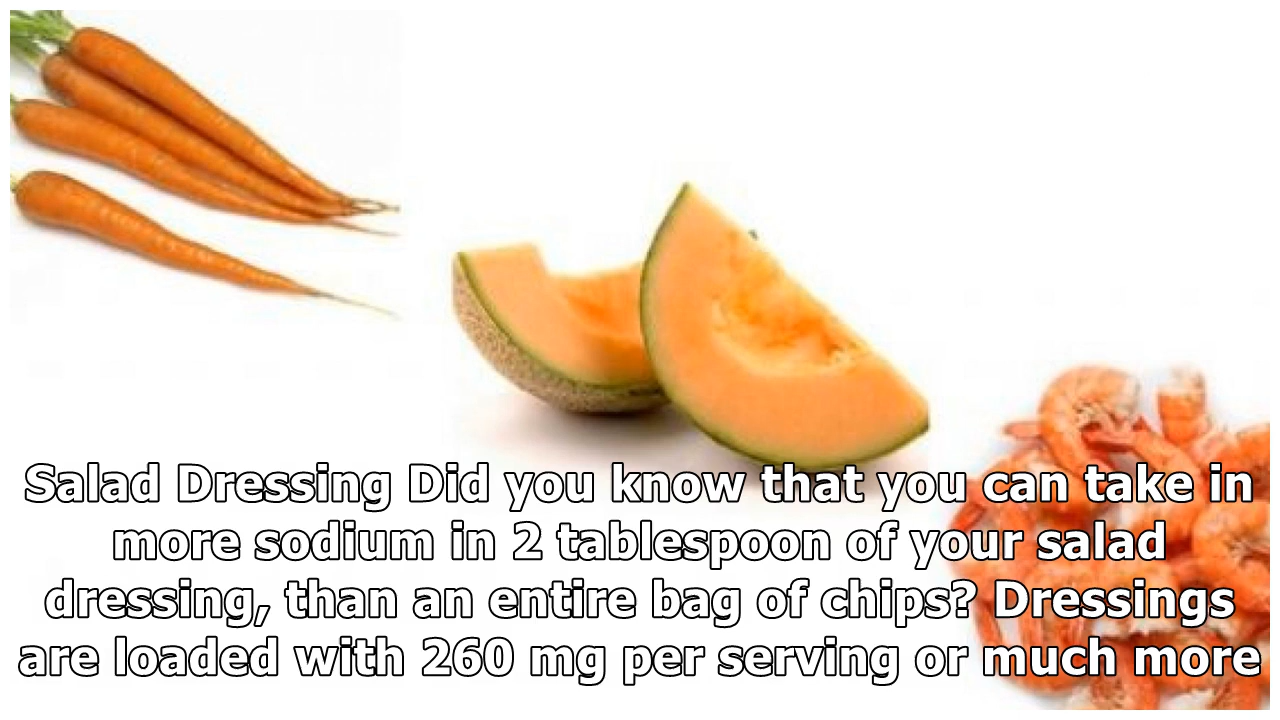 Salad Dressing Did you know that you can take in
more sodium in 2 tablespoon of your salad
dressing, than an entire bag of chips? Dressings
are loaded with 260 mg per serving or much more